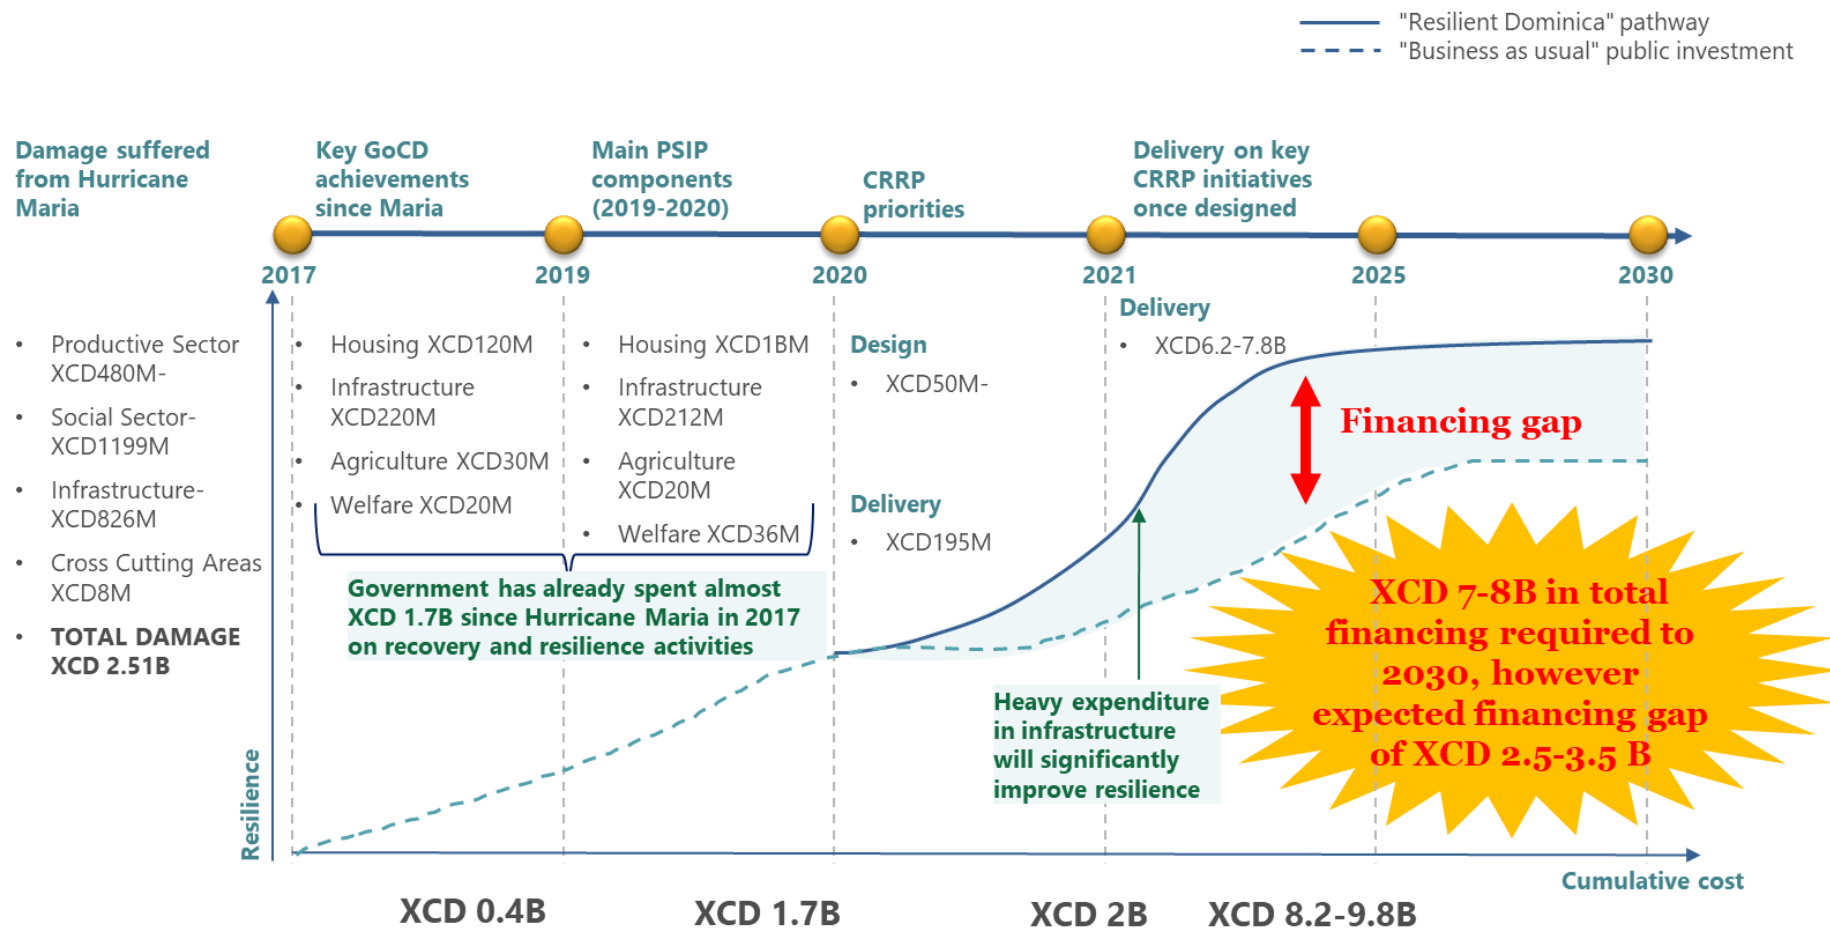 "Resilient Dominica" pathway
"Business as usual" public investment
Damage suffered
from Hurricane
Maria
Key GoCD
achievements
since Maria
Main PSIP
components
(2019-2020)
CRRP
priorities
Delivery on key
CRRP initiatives
once designed
2017
2019
2020
2021
2025
2030
• Productive Sector
XCD480M-
• Social Sector-
XCD1199M
• Infrastructure-
XCD826M
• Cross Cutting Areas
XCD8M
• TOTAL DAMAGE
XCD 2.51B
• Housing XCD120M
• Infrastructure
XCD220M
• Agriculture XCD30M
• Welfare XCD20M
• Housing XCD1BM
• Infrastructure
XCD212M
• Agriculture
XCD20M
• Welfare XCD36M
Government has already spent almost
XCD 1.7B since Hurricane Maria in 2017
on recovery and resilience activities
Design
• XCD50M-
Delivery
• XCD195M
Delivery
• XCD6.2-7.8B
Financing gap
Heavy expenditure
in infrastructure
will significantly
improve resilience
XCD 7-8B in total
financing required to
2030, however
expected financing gap
of XCD 2.5-3.5 B
Resilience
Cumulative cost
XCD 0.4B
XCD 1.7B
XCD 2B
XCD 8.2-9.8B